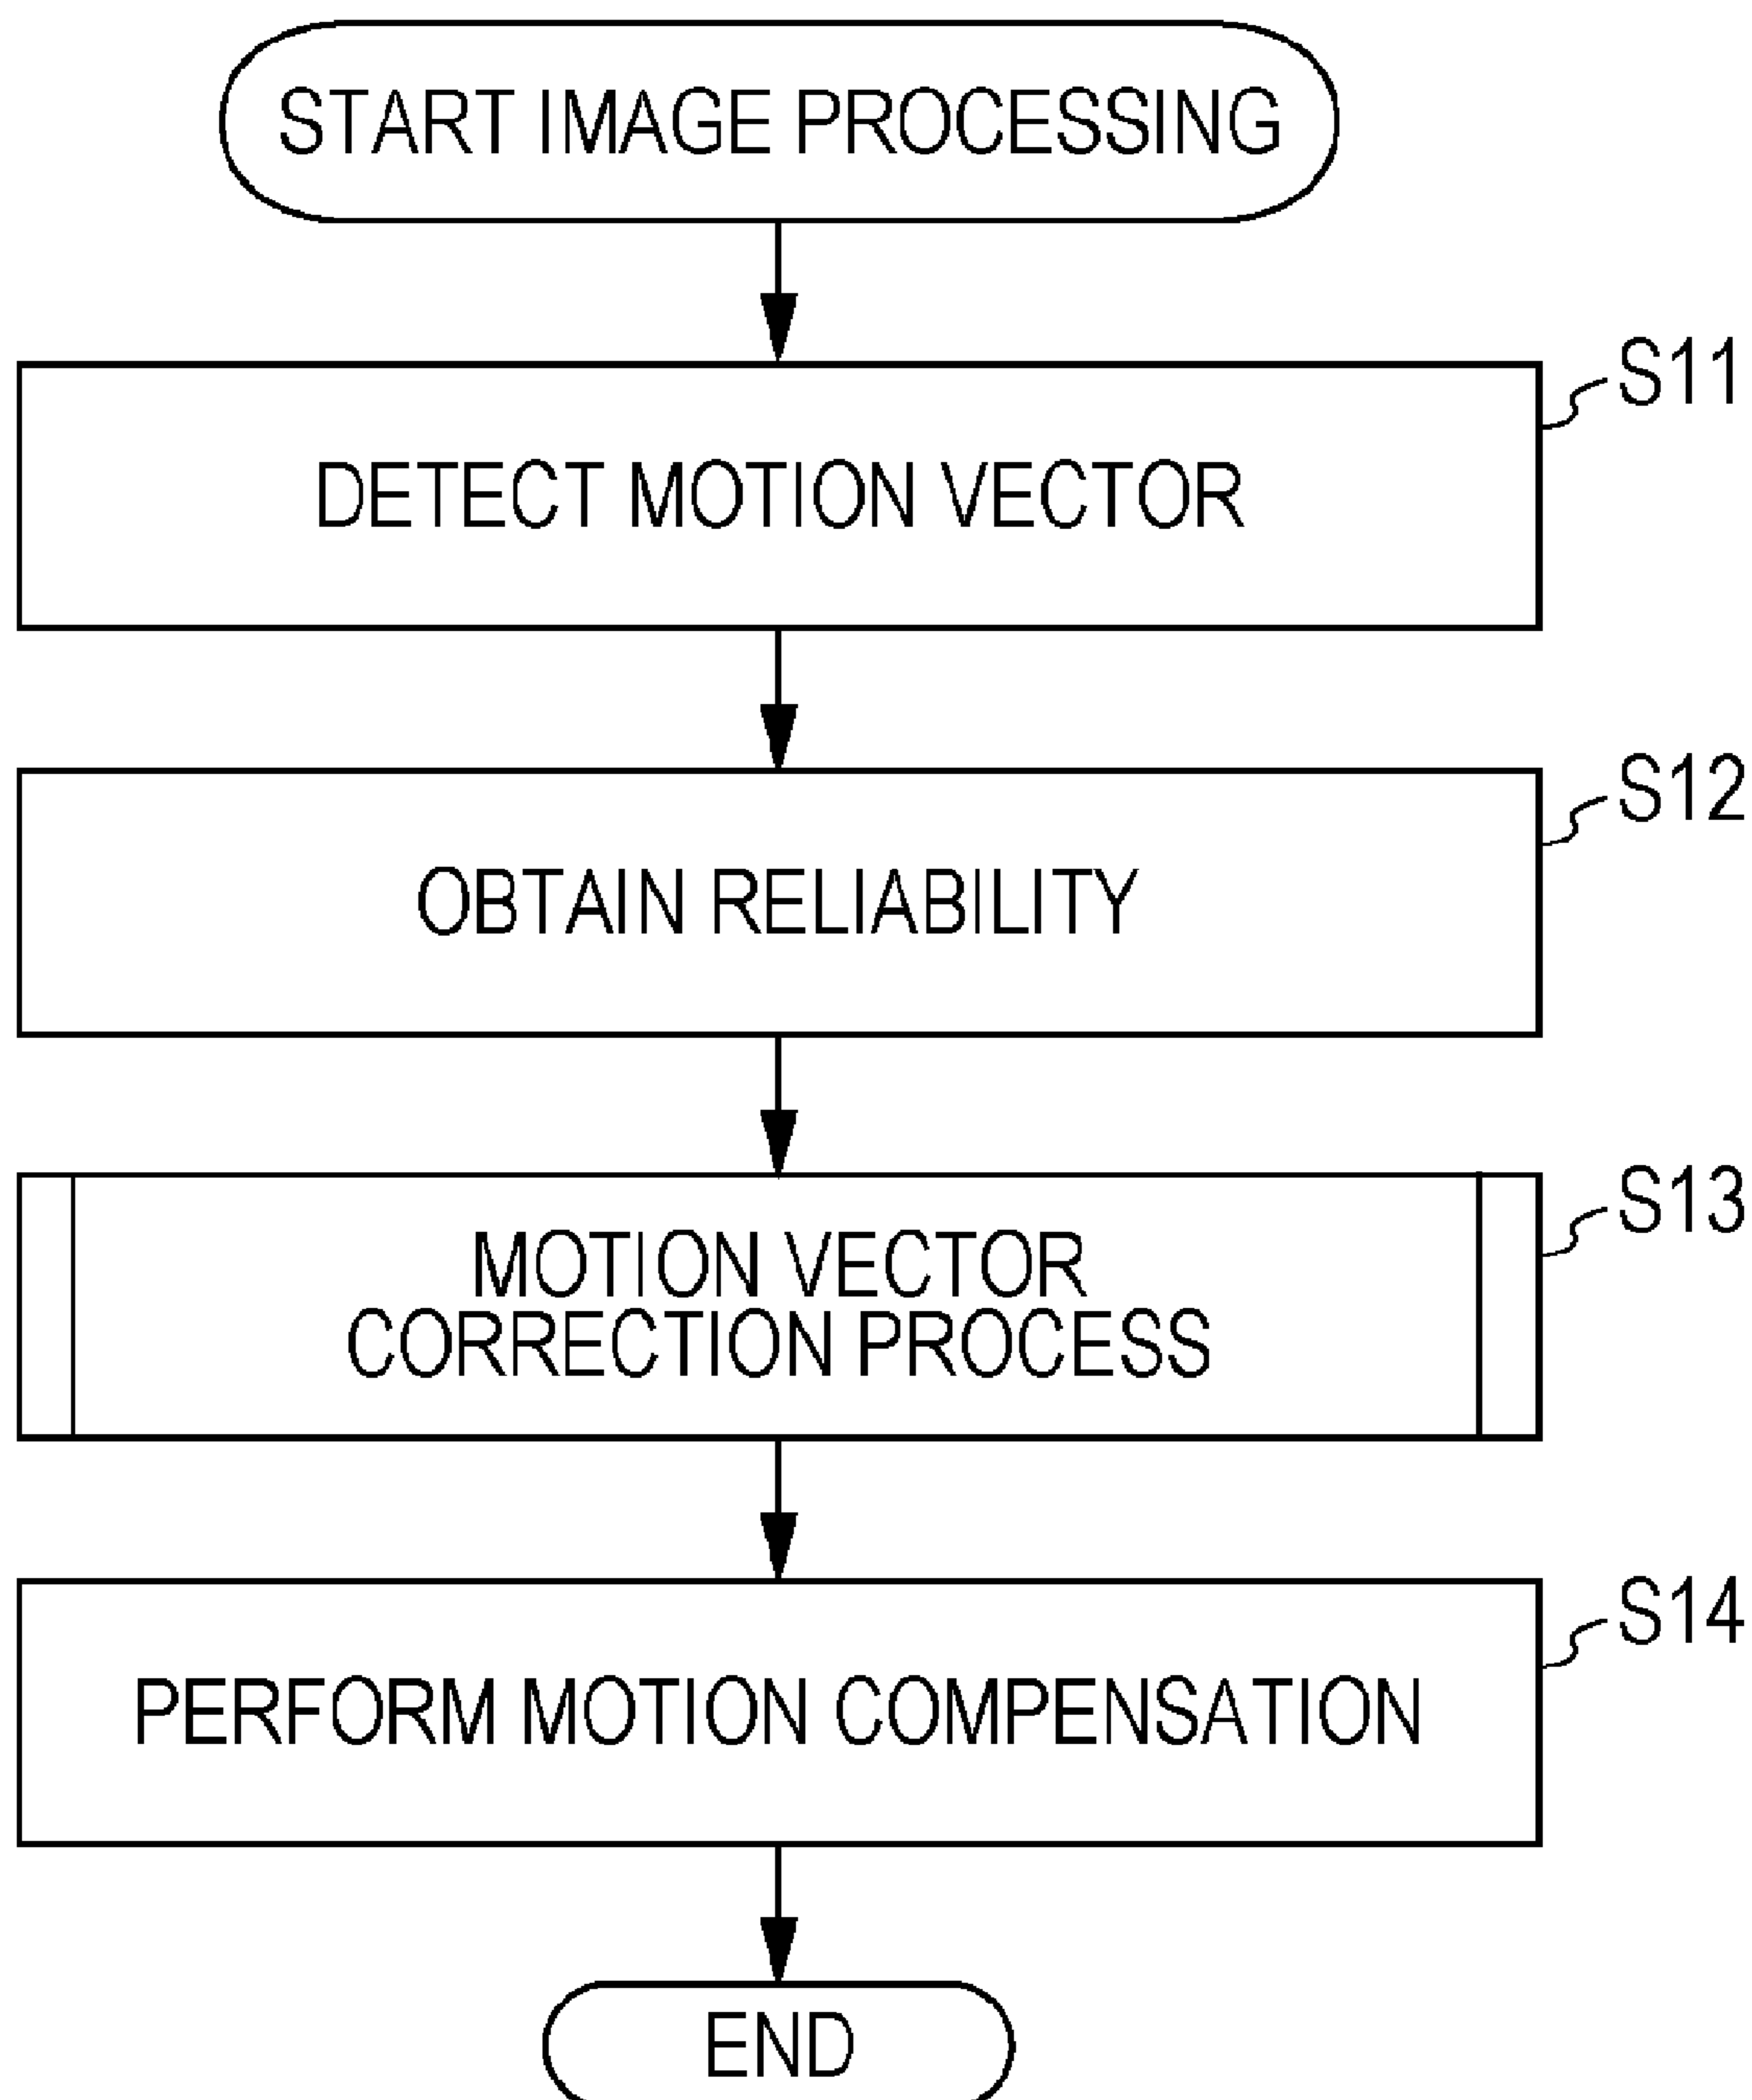 START IMAGE PROCESSING
S11
DETECT MOTION VECTOR
S12
OBTAIN RELIABILITY
S13
MOTION VECTOR
CORRECTION PROCESS
S14
PERFORM MOTION COMPENSATION
END